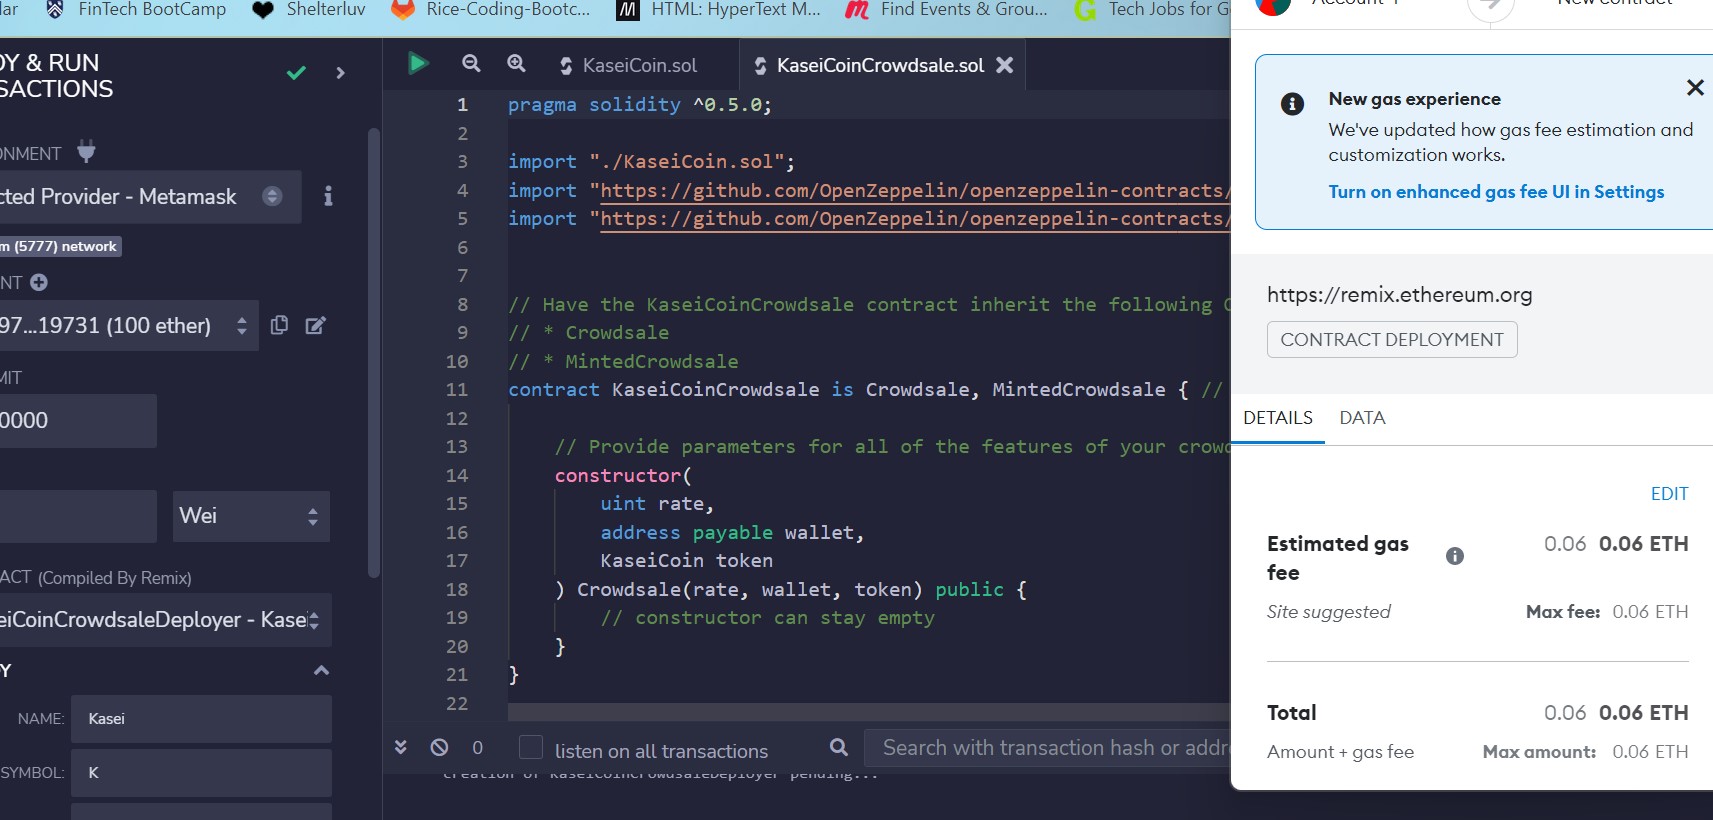 lar
FinTech BootCamp
Shelterluv
Rice-Coding-Bootc...
HTML: HyperText M...
Find Events & Grou...
Tech Jobs for G
OY & RUN
SACTIONS
ONMENT
cted Provider - Metamask
m (5777) network
NT
97...19731 (100 ether)
MIT
0000
Wei
ACT (Compiled By Remix)
eiCoinCrowdsaleDeployer - Kasei
Y
NAME: Kasei
SYMBOL: K
KaseiCoin.sol
KaseiCoinCrowdsale.sol
1 pragma solidity ^0.5.0;
2
3 import "./KaseiCoin.sol";
4 import "https://github.com/OpenZeppelin/openzeppelin-contracts/
5 import "https://github.com/OpenZeppelin/openzeppelin-contracts/
6
7
8 // Have the KaseiCoinCrowdsale contract inherit the following
9 // * Crowdsale
10 // * MintedCrowdsale
11 contract KaseiCoinCrowdsale is Crowdsale, MintedCrowdsale { //
12
13 // Provide parameters for all of the features of your crowd
14 constructor(
15 uint rate,
16 address payable wallet,
17 KaseiCoin token
18 ) Crowdsale(rate, wallet, token) public {
19 // constructor can stay empty
20 }
21 }
22
0
listen on all transactions
Search with transaction hash or addre
creation of KaseiCoinCrowdsaleDeployer pending...
New contract
New gas experience
We've updated how gas fee estimation and
customization works.
Turn on enhanced gas fee UI in Settings
https://remix.ethereum.org
CONTRACT DEPLOYMENT
DETAILS
DATA
EDIT
Estimated gas
fee
0.06 0.06 ETH
Site suggested
Max fee: 0.06 ETH
Total
0.06 0.06 ETH
Amount + gas fee
Max amount: 0.06 ETH